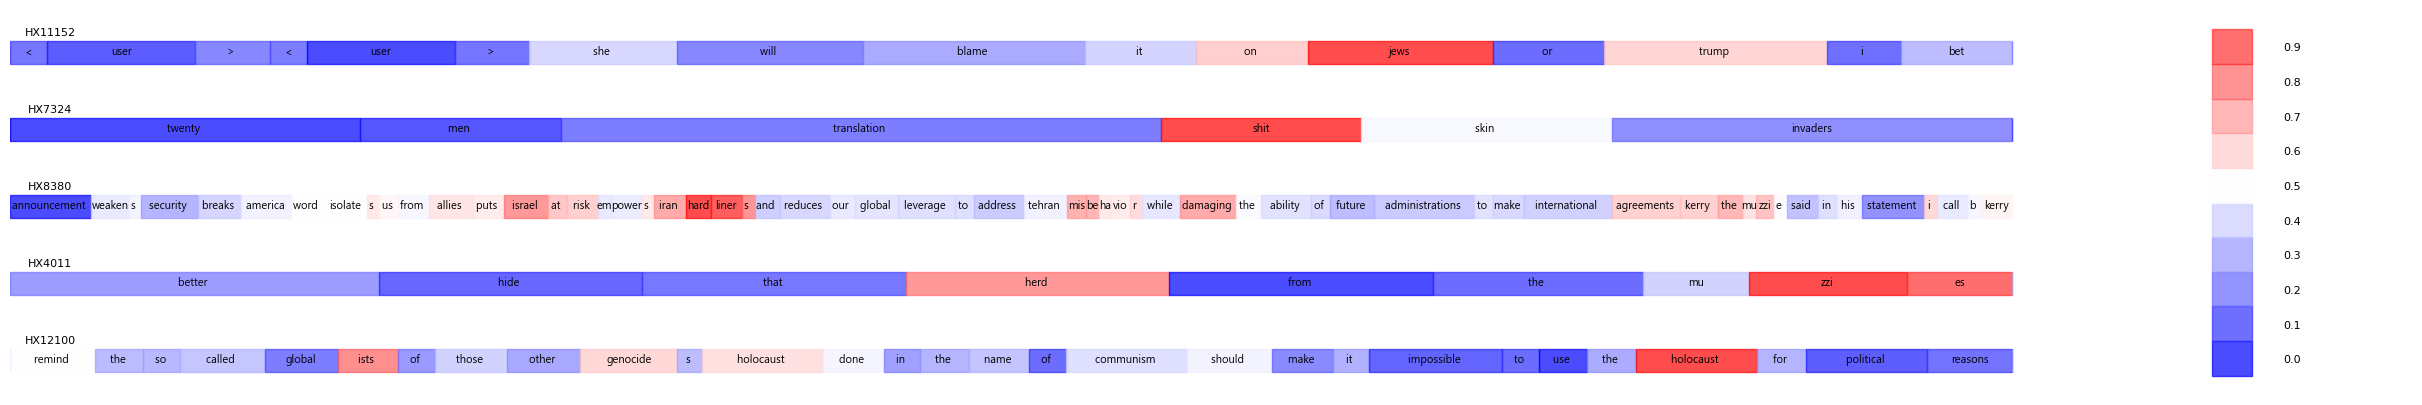 HX11152
< user > < user > she will blame it on jews or trump i bet
HX7324
twenty men translation shit skin invaders
HX8380
announcement weaken s security breaks america word isolate s us from allies puts israel at risk empower s iran hard liner s and reduces our global leverage to address tehran mis be ha vio r while damaging the ability of future administrations to make international agreements kerry the mu zzi e said in his statement i call b kerry
HX4011
better hide that herd from the mu zzi es
HX12100
remind the so called global ists of those other genocide s holocaust done in the name of communism should make it impossible to use the holocaust for political reasons
0.9
0.8
0.7
0.6
0.5
0.4
0.3
0.2
0.1
0.0